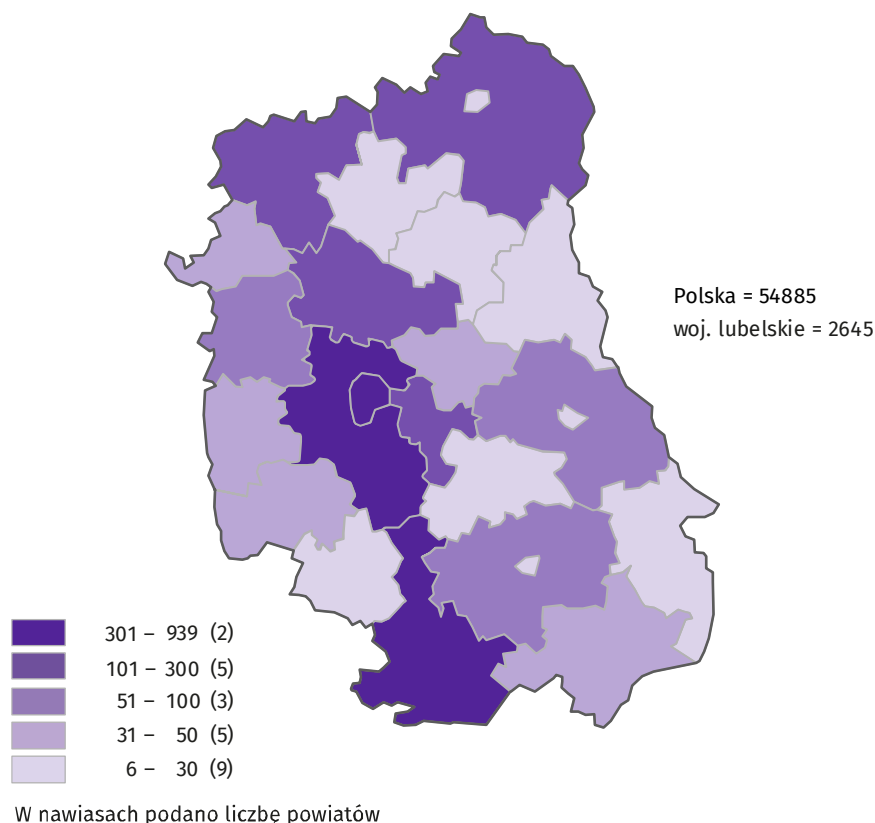 Polska = 54885
woj. lubelskie = 2645
301 – 939 (2)
101 – 300 (5)
51 – 100 (3)
31 – 50 (5)
6 – 30 (9)
W nawiasach podano liczbę powiatów